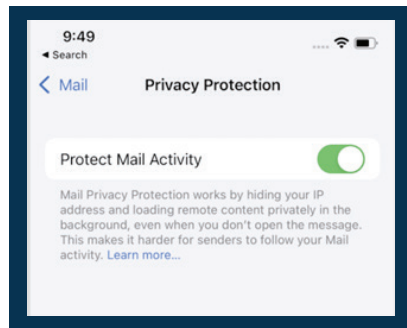 9:49
◀ Search
Mail Privacy Protection
Protect Mail Activity
Mail Privacy Protection works by hiding your IP
address and loading remote content privately in the
background, even when you don't open the message.
This makes it harder for senders to follow your Mail
activity. Learn more...